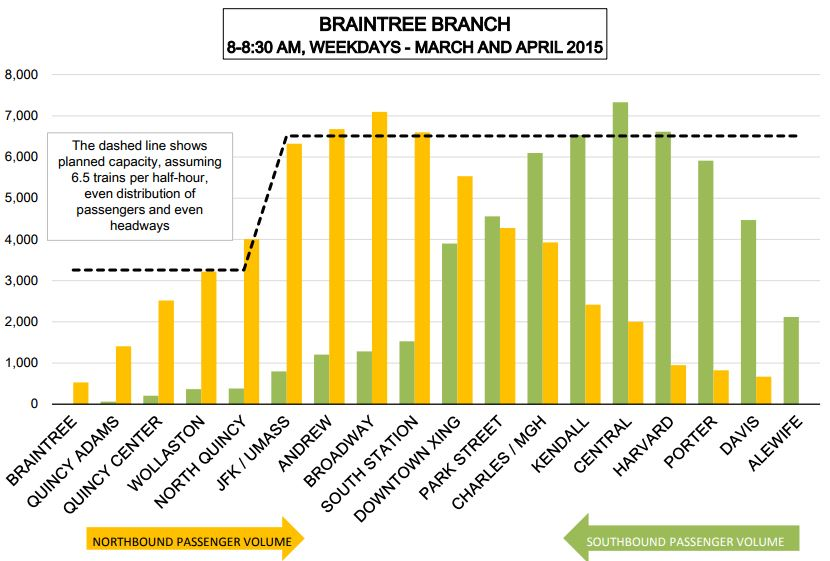 BRAINTREE BRANCH
8-8:30 AM, WEEKDAYS - MARCH AND APRIL 2015
8,000
7,000
6,000
5,000
4,000
3,000
2,000
1,000
0
The dashed line shows
planned capacity, assuming
6.5 trains per half-hour,
even distribution of
passengers and even
headways
BRAINTREE
QUINCY ADAMS
QUINCY CENTER
WOLLASTON
NORTH QUINCY
JFK / UMASS
ANDREW
BROADWAY
SOUTH STATION
DOWNTOWN XING
PARK STREET
CHARLES / MGH
KENDALL
CENTRAL
HARVARD
PORTER
DAVIS
ALEWIFE
NORTHBOUND PASSENGER VOLUME
SOUTHBOUND PASSENGER VOLUME